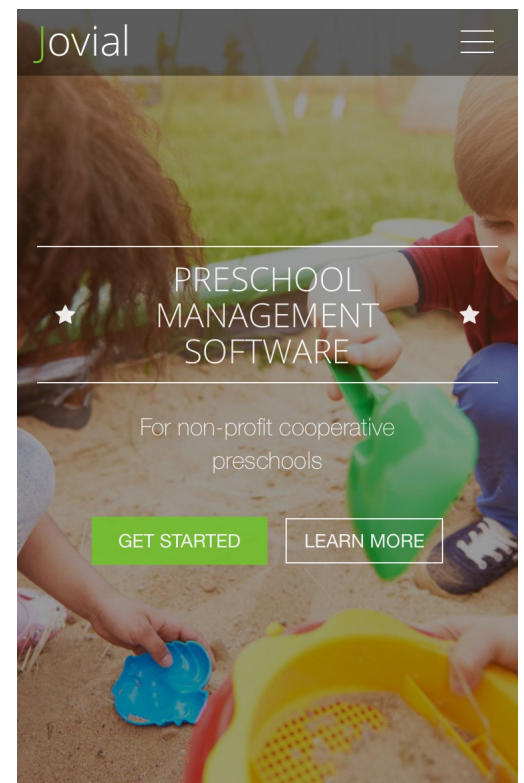 Jovial
PRESCHOOL
MANAGEMENT
SOFTWARE
For non-profit cooperative
preschools
GET STARTED
LEARN MORE